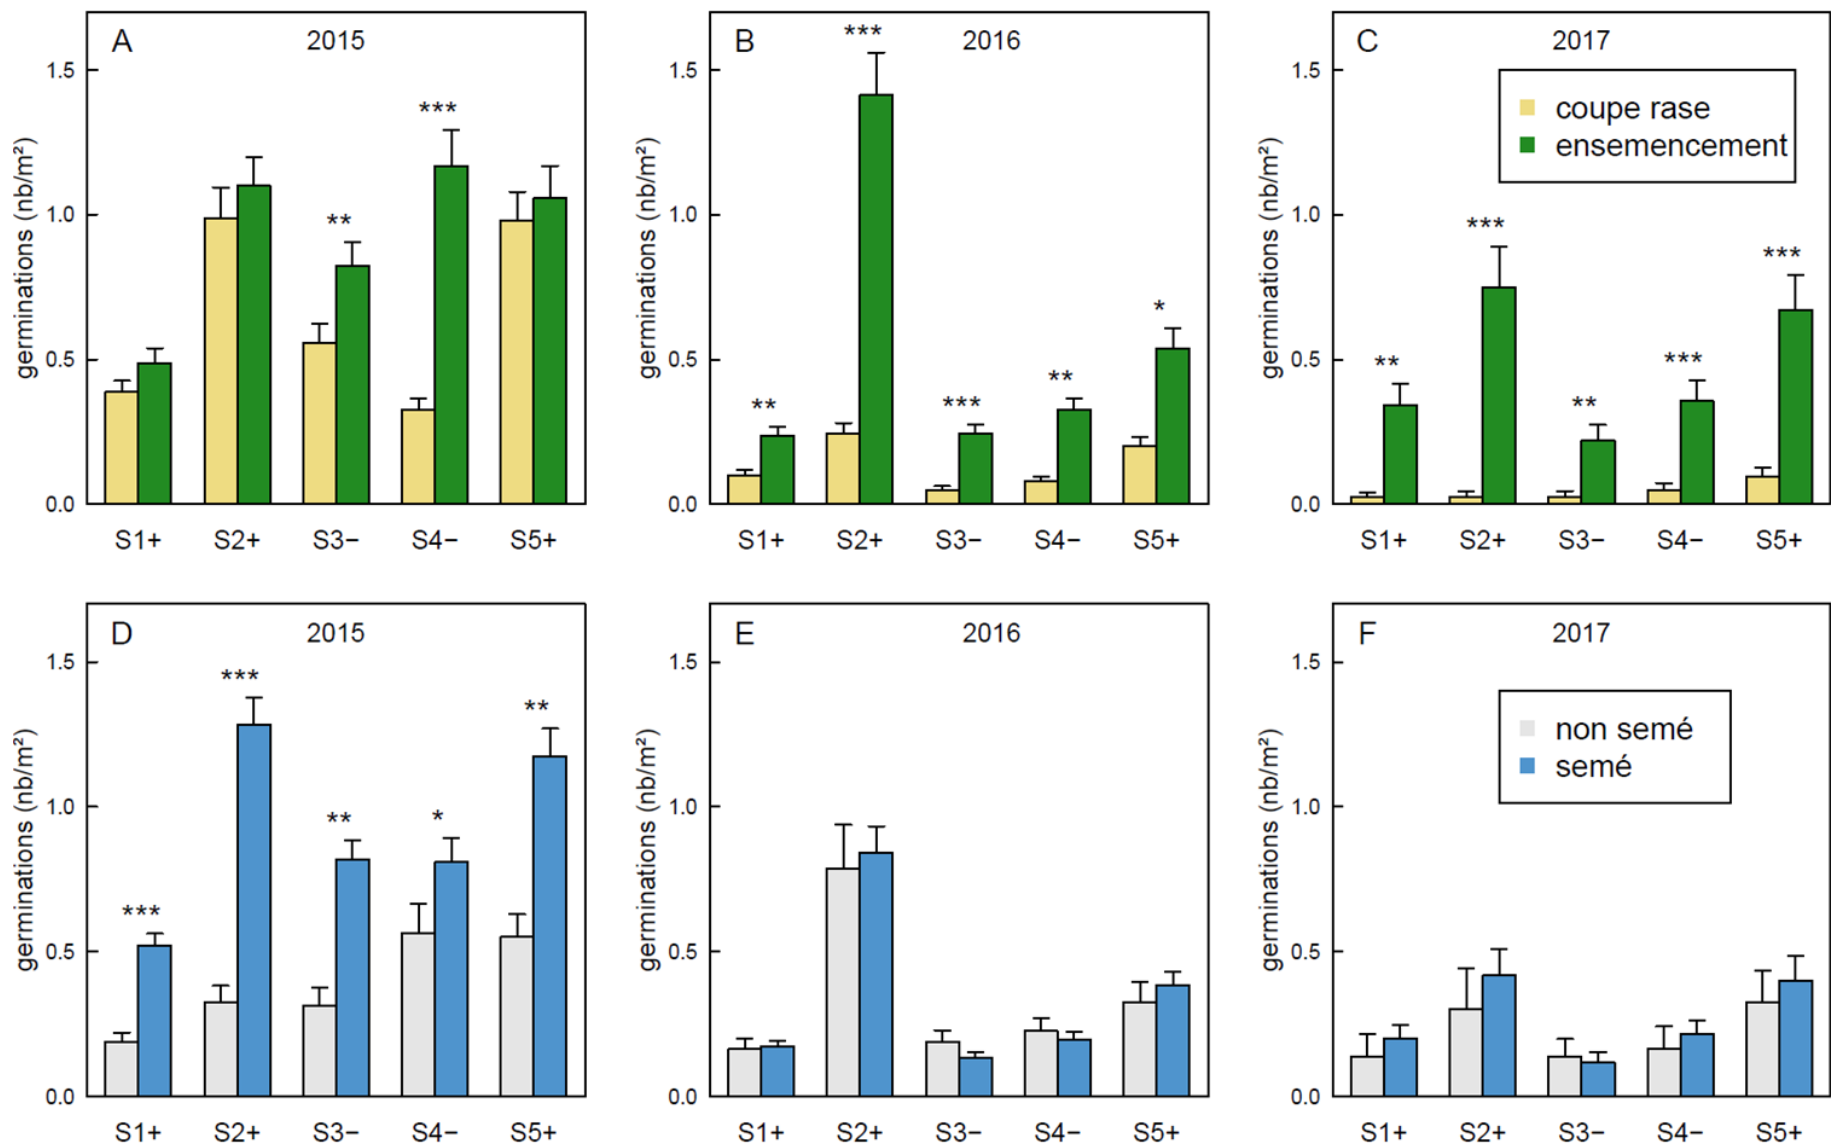 A 2015
germinations (nb/m²)
1.5
1.0
0.5
0.0
***
**
S1+ S2+ S3− S4− S5+
B 2016
germinations (nb/m²)
1.5
1.0
0.5
0.0
***
*
**
**
***
S1+ S2+ S3− S4− S5+
C 2017
germinations (nb/m²)
1.5
1.0
0.5
0.0
coupe rase
ensemencement
***
***
** ***
**
S1+ S2+ S3− S4− S5+
D 2015
germinations (nb/m²)
1.5
1.0
0.5
0.0
***
**
** *
***
S1+ S2+ S3− S4− S5+
E 2016
germinations (nb/m²)
1.5
1.0
0.5
0.0
S1+ S2+ S3− S4− S5+
F 2017
germinations (nb/m²)
1.5
1.0
0.5
0.0
non semé
semé
S1+ S2+ S3− S4− S5+